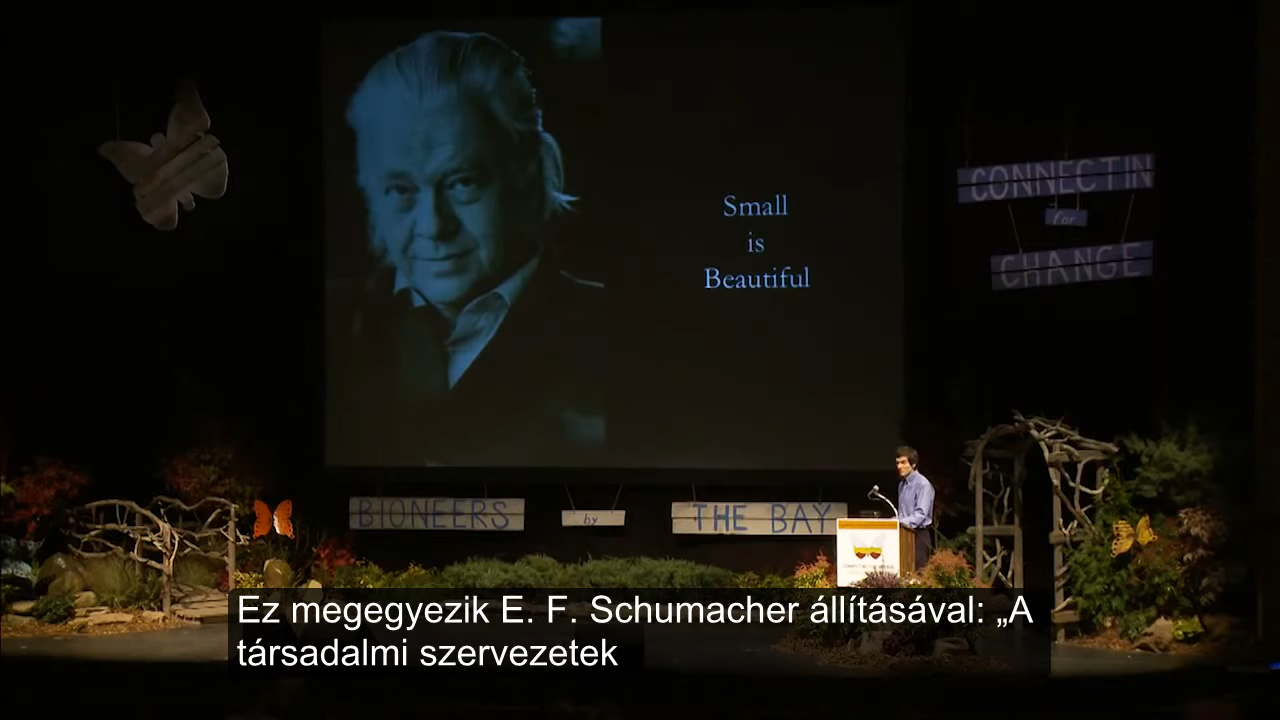 Small
is
Beautiful
CONNECTIN
for
CHANGE
BIONEERS
by
THE BAY
Ez megegyezik E. F. Schumacher állításával: „A
társadalmi szervezetek